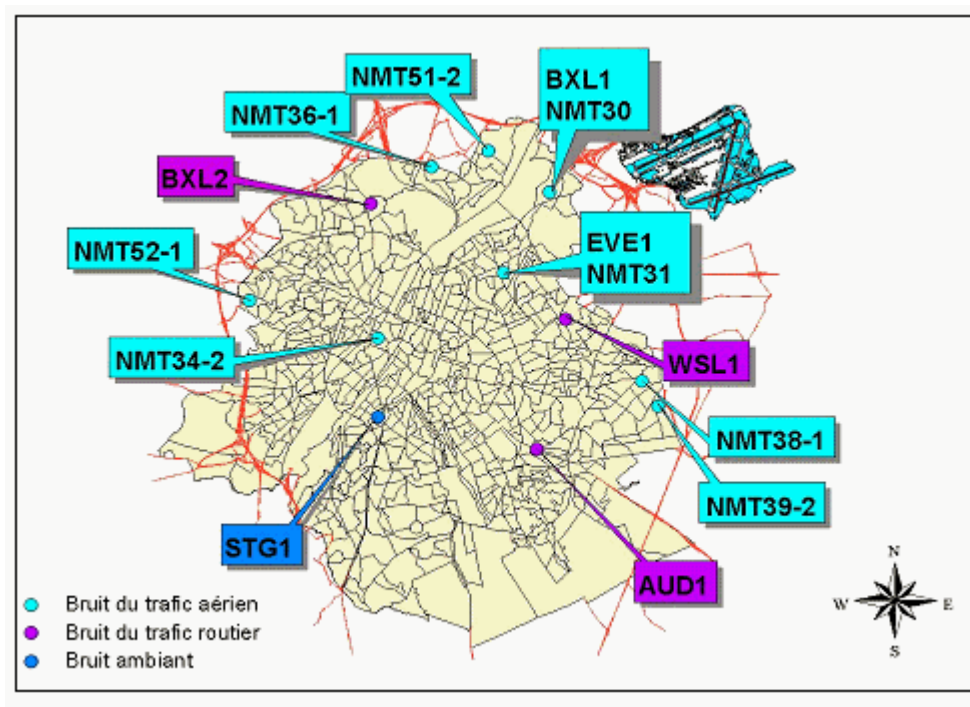 NMT51-2
BXL1
NMT30
NMT36-1
BXL2
NMT52-1
EVE1
NMT31
NMT34-2
WSL1
NMT38-1
NMT39-2
STG1
AUD1
Bruit du trafic aérien
Bruit du trafic routier
Bruit ambiant
N
W
E
S